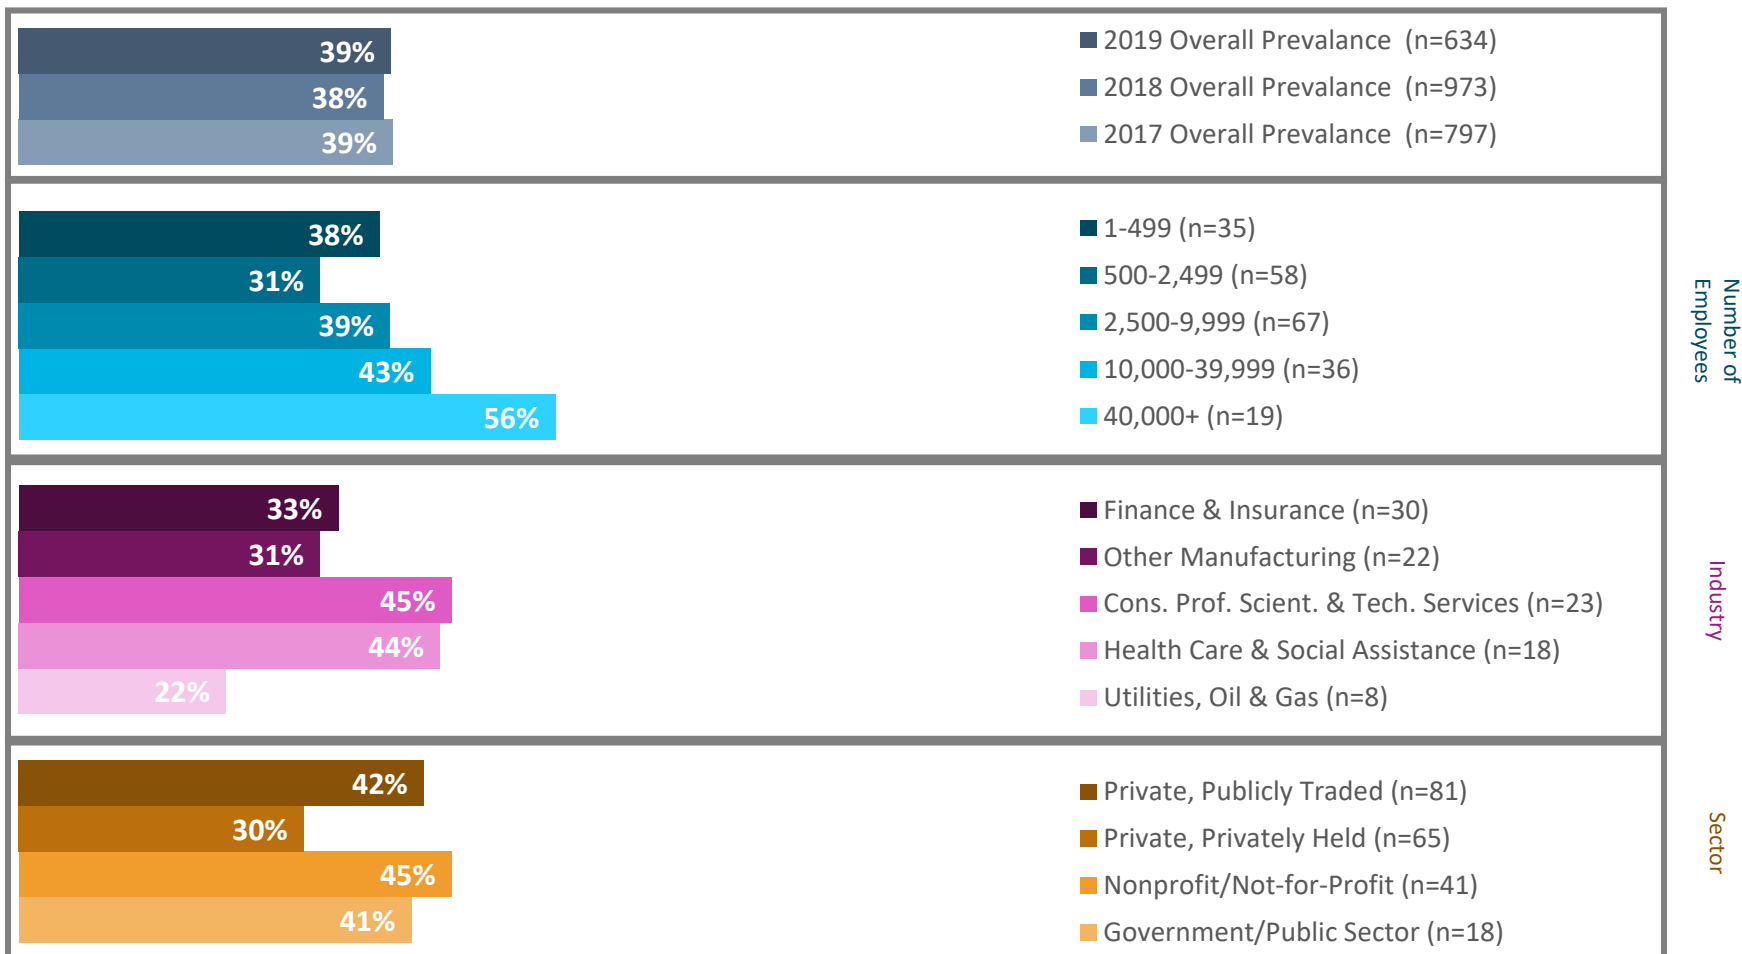 39%
38%
39%
2019 Overall Prevalance (n=634)
2018 Overall Prevalance (n=973)
2017 Overall Prevalance (n=797)
38%
31%
39%
43%
56%
1-499 (n=35)
500-2,499 (n=58)
2,500-9,999 (n=67)
10,000-39,999 (n=36)
40,000+ (n=19)
Number of
Employees
33%
31%
45%
44%
22%
Finance & Insurance (n=30)
Other Manufacturing (n=22)
Cons. Prof. Scient. & Tech. Services (n=23)
Health Care & Social Assistance (n=18)
Utilities, Oil & Gas (n=8)
Industry
42%
30%
45%
41%
Private, Publicly Traded (n=81)
Private, Privately Held (n=65)
Nonprofit/Not-for-Profit (n=41)
Government/Public Sector (n=18)
Sector